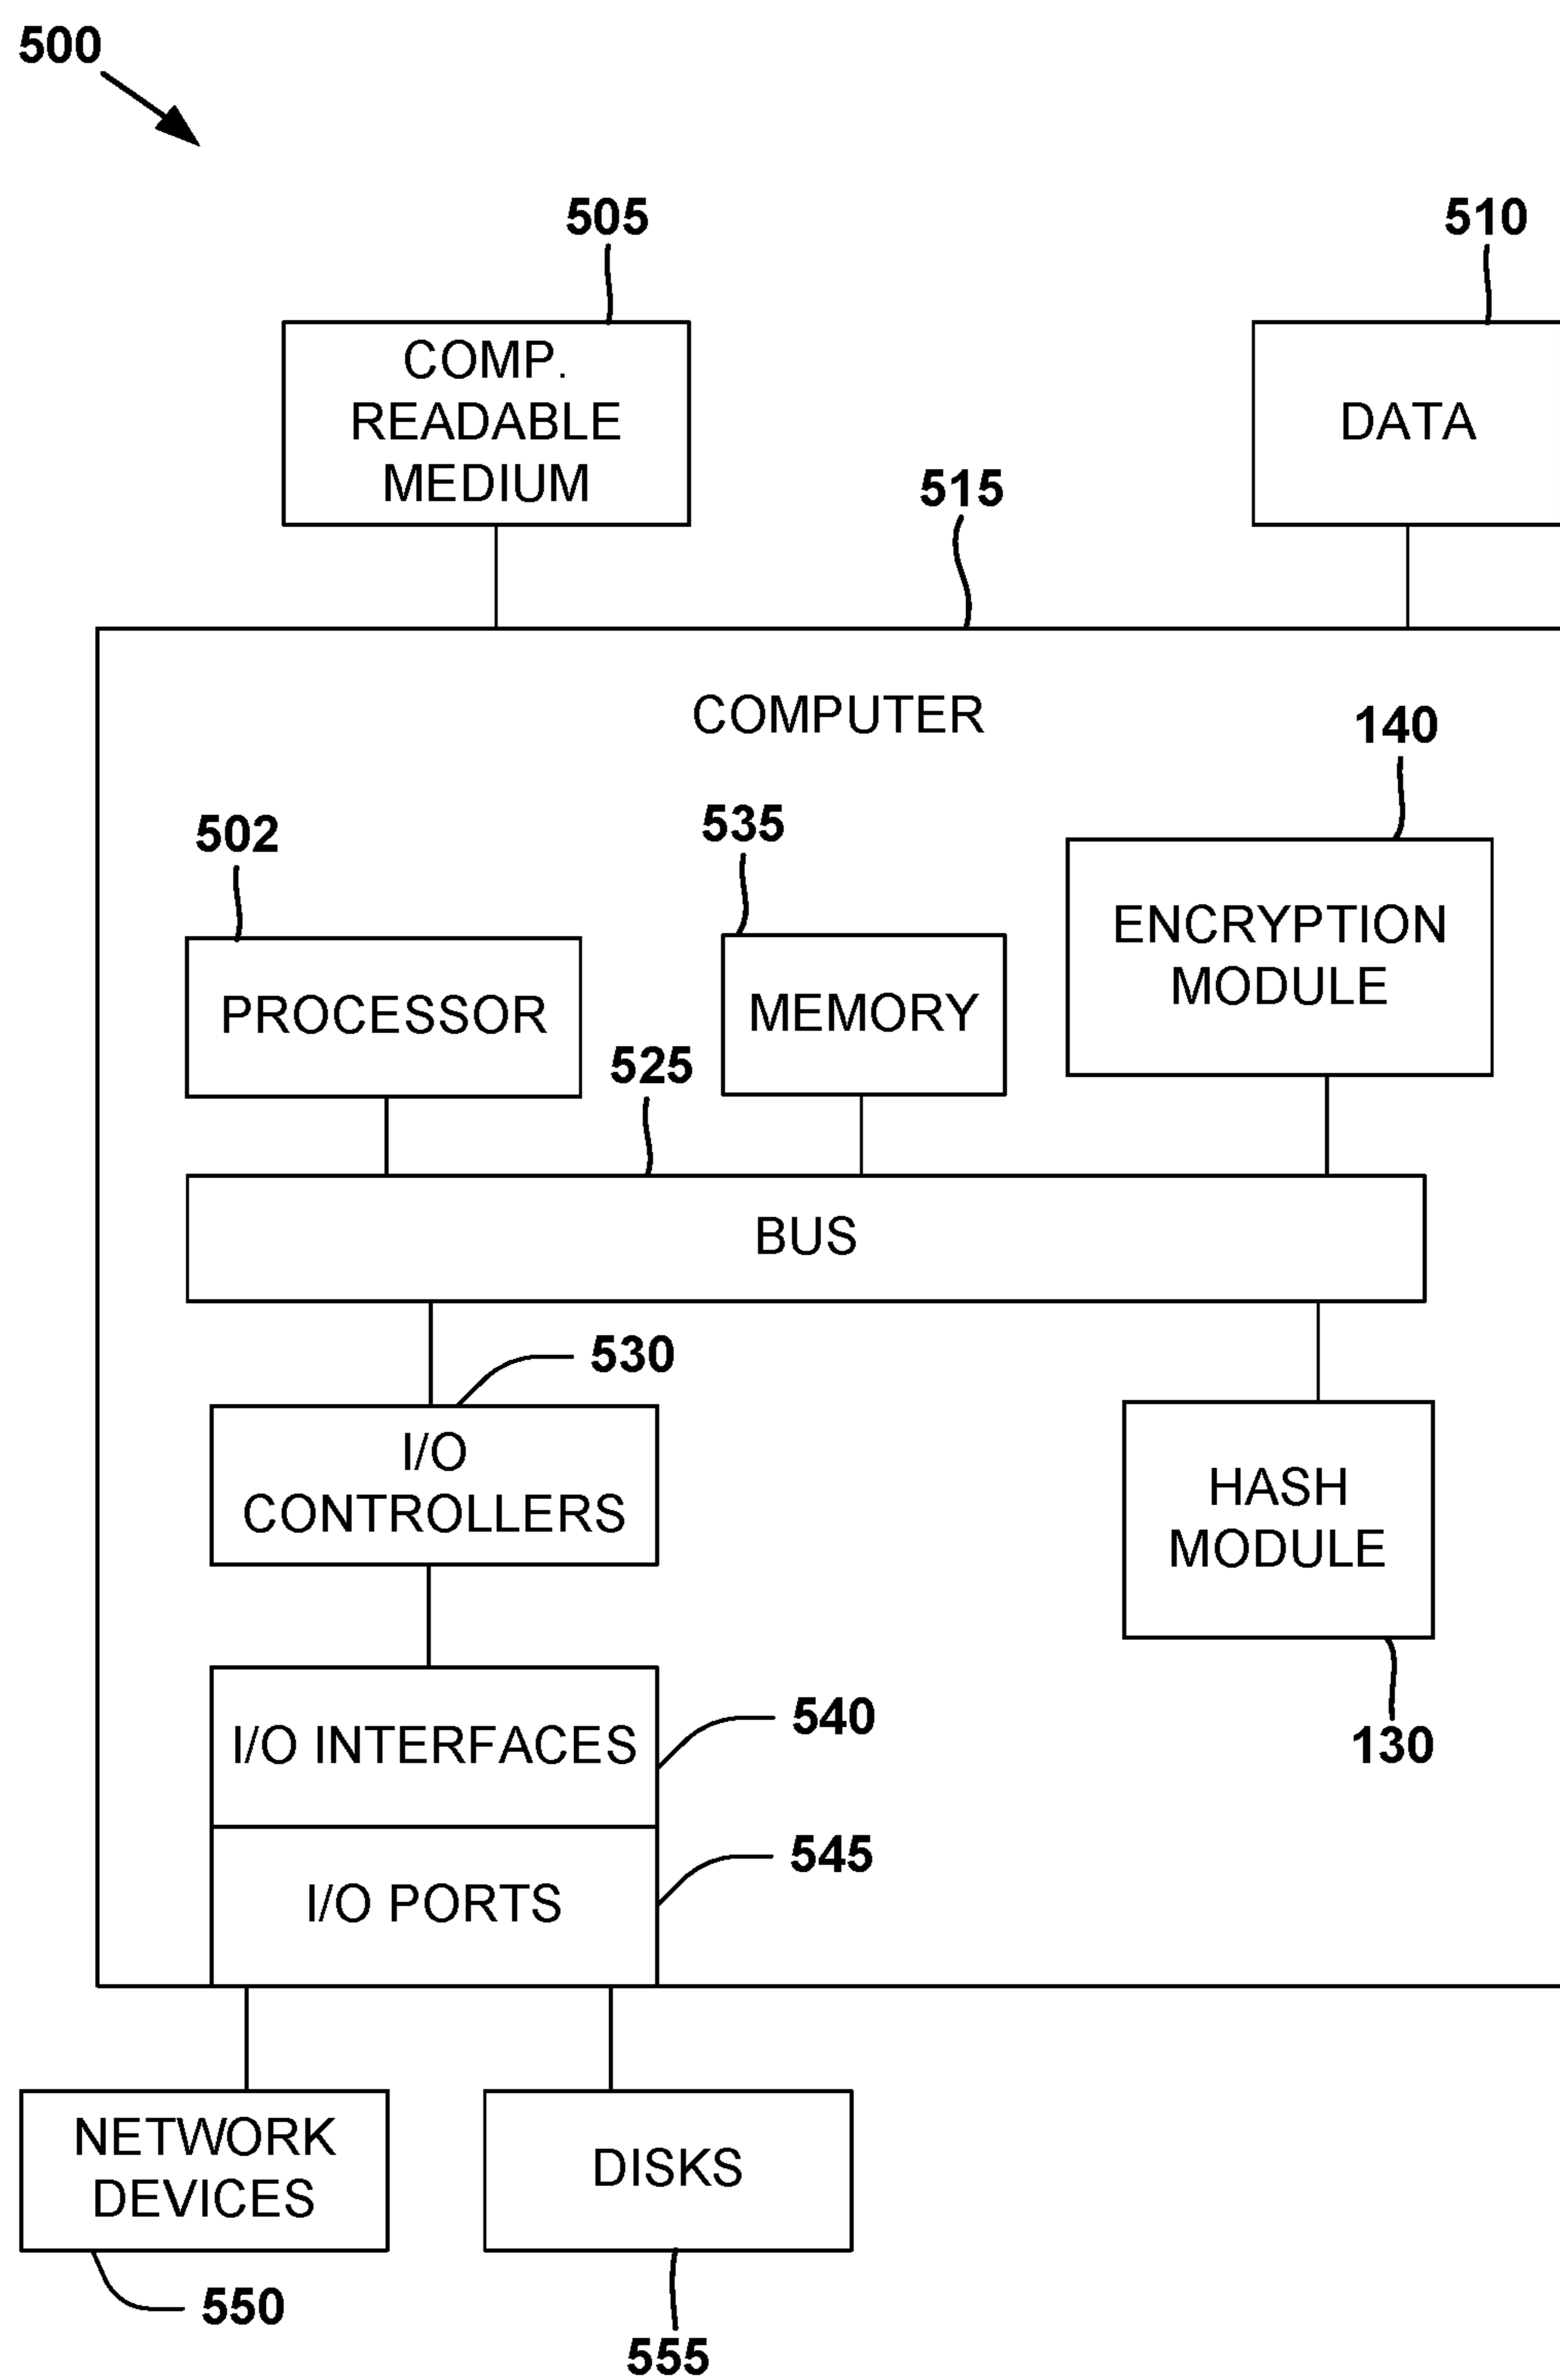 500
505
510
COMP.
READABLE
MEDIUM
DATA
515
COMPUTER
140
535
502
ENCRYPTION
MODULE
PROCESSOR
MEMORY
525
BUS
530
I/O
CONTROLLERS
HASH
MODULE
540
I/O INTERFACES
130
545
I/O PORTS
NETWORK
DEVICES
DISKS
550
555